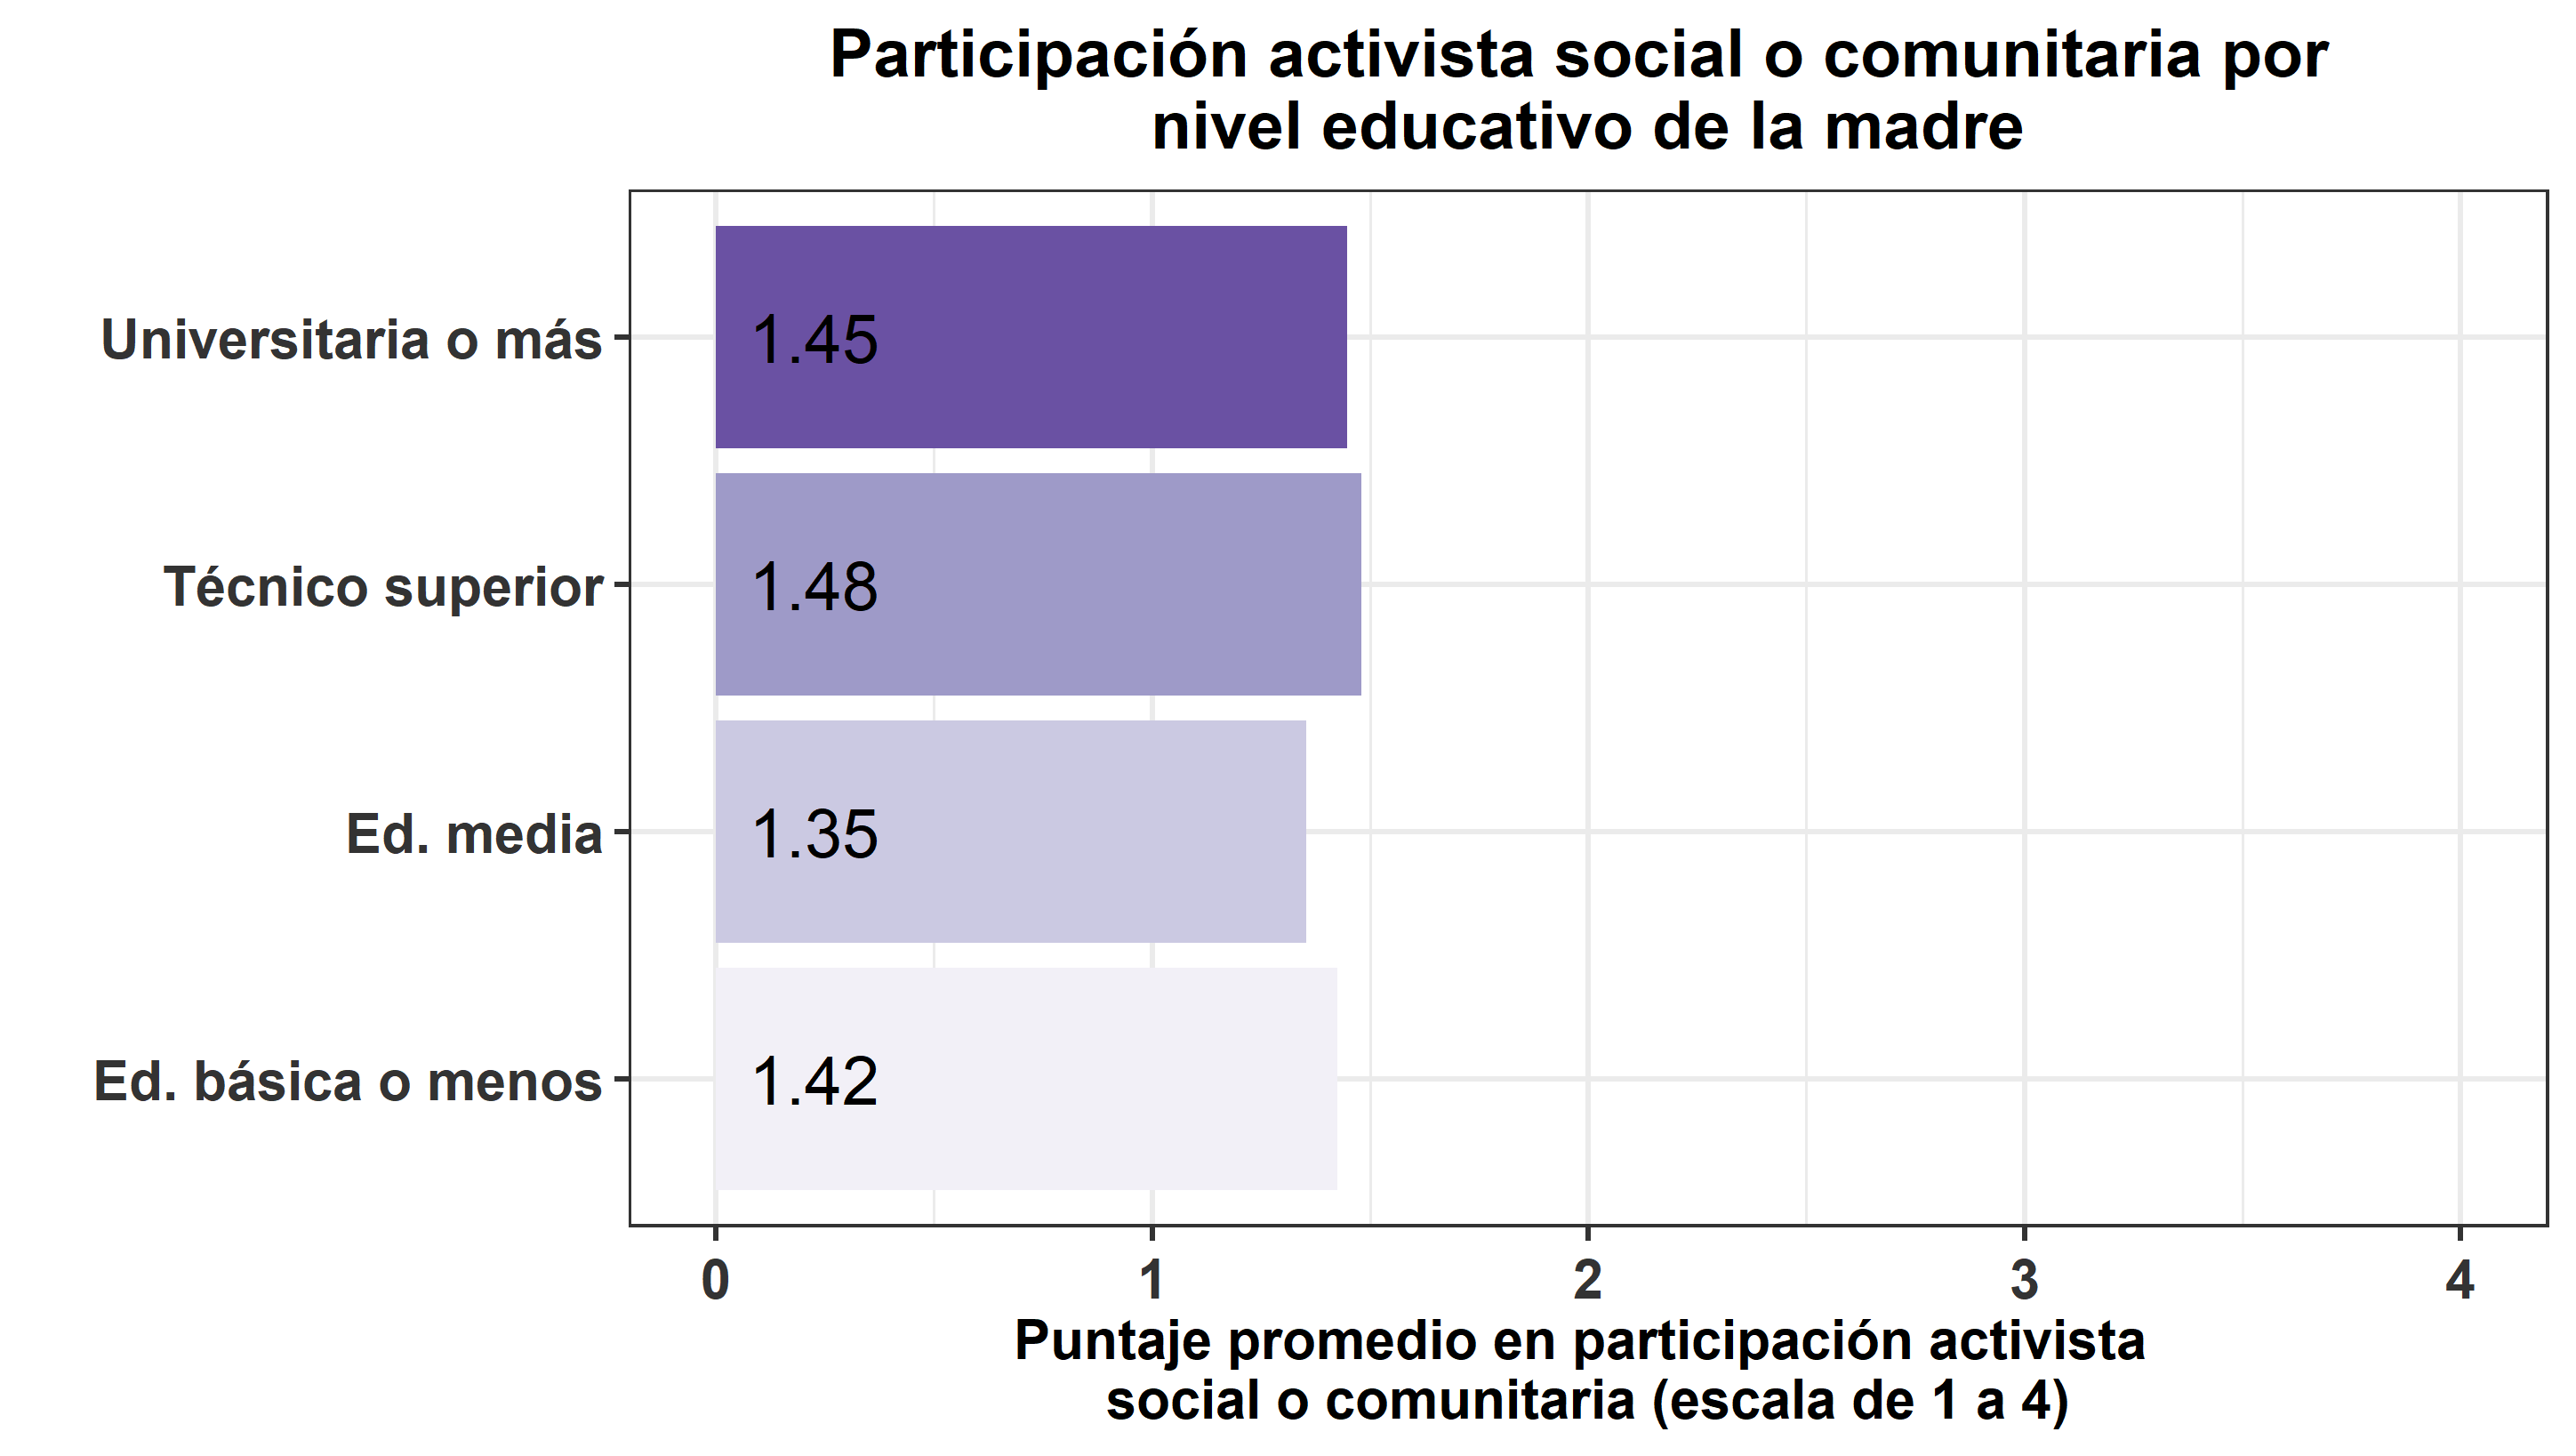 Participación activista social o comunitaria por
nivel educativo de la madre
Universitaria o más
1.45
Técnico superior
1.48
Ed. media
1.35
Ed. básica o menos
1.42
0 1 2 3 4
Puntaje promedio en participación activista
social o comunitaria (escala de 1 a 4)